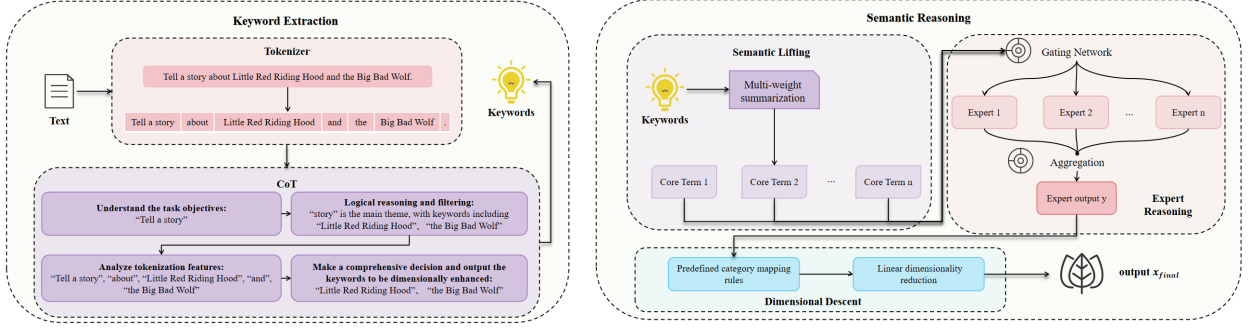 Keyword Extraction
Tokenizer
Tell a story about Little Red Riding Hood and the Big Bad Wolf.
Text
Tell a story about Little Red Riding Hood and the Big Bad Wolf .
Keywords
CoT
Understand the task objectives:
“Tell a story”
Logical reasoning and filtering:
“story” is the main theme, with keywords including
“Little Red Riding Hood”、 “the Big Bad Wolf”
Analyze tokenization features:
“Tell a story”, “about”, “Little Red Riding Hood”, “and”,
“the Big Bad Wolf”
Make a comprehensive decision and output the
keywords to be dimensionally enhanced:
“Little Red Riding Hood”、 “the Big Bad Wolf”
Semantic Reasoning
Semantic Lifting
Keywords
Multi-weight
summarization
Core Term 1
Core Term 2
...
Core Term n
Gating Network
Expert 1
Expert 2
...
Expert n
Aggregation
Expert output y
Expert
Reasoning
Predefined category mapping
rules
Linear dimensionality
reduction
Dimensional Descent
output x_final